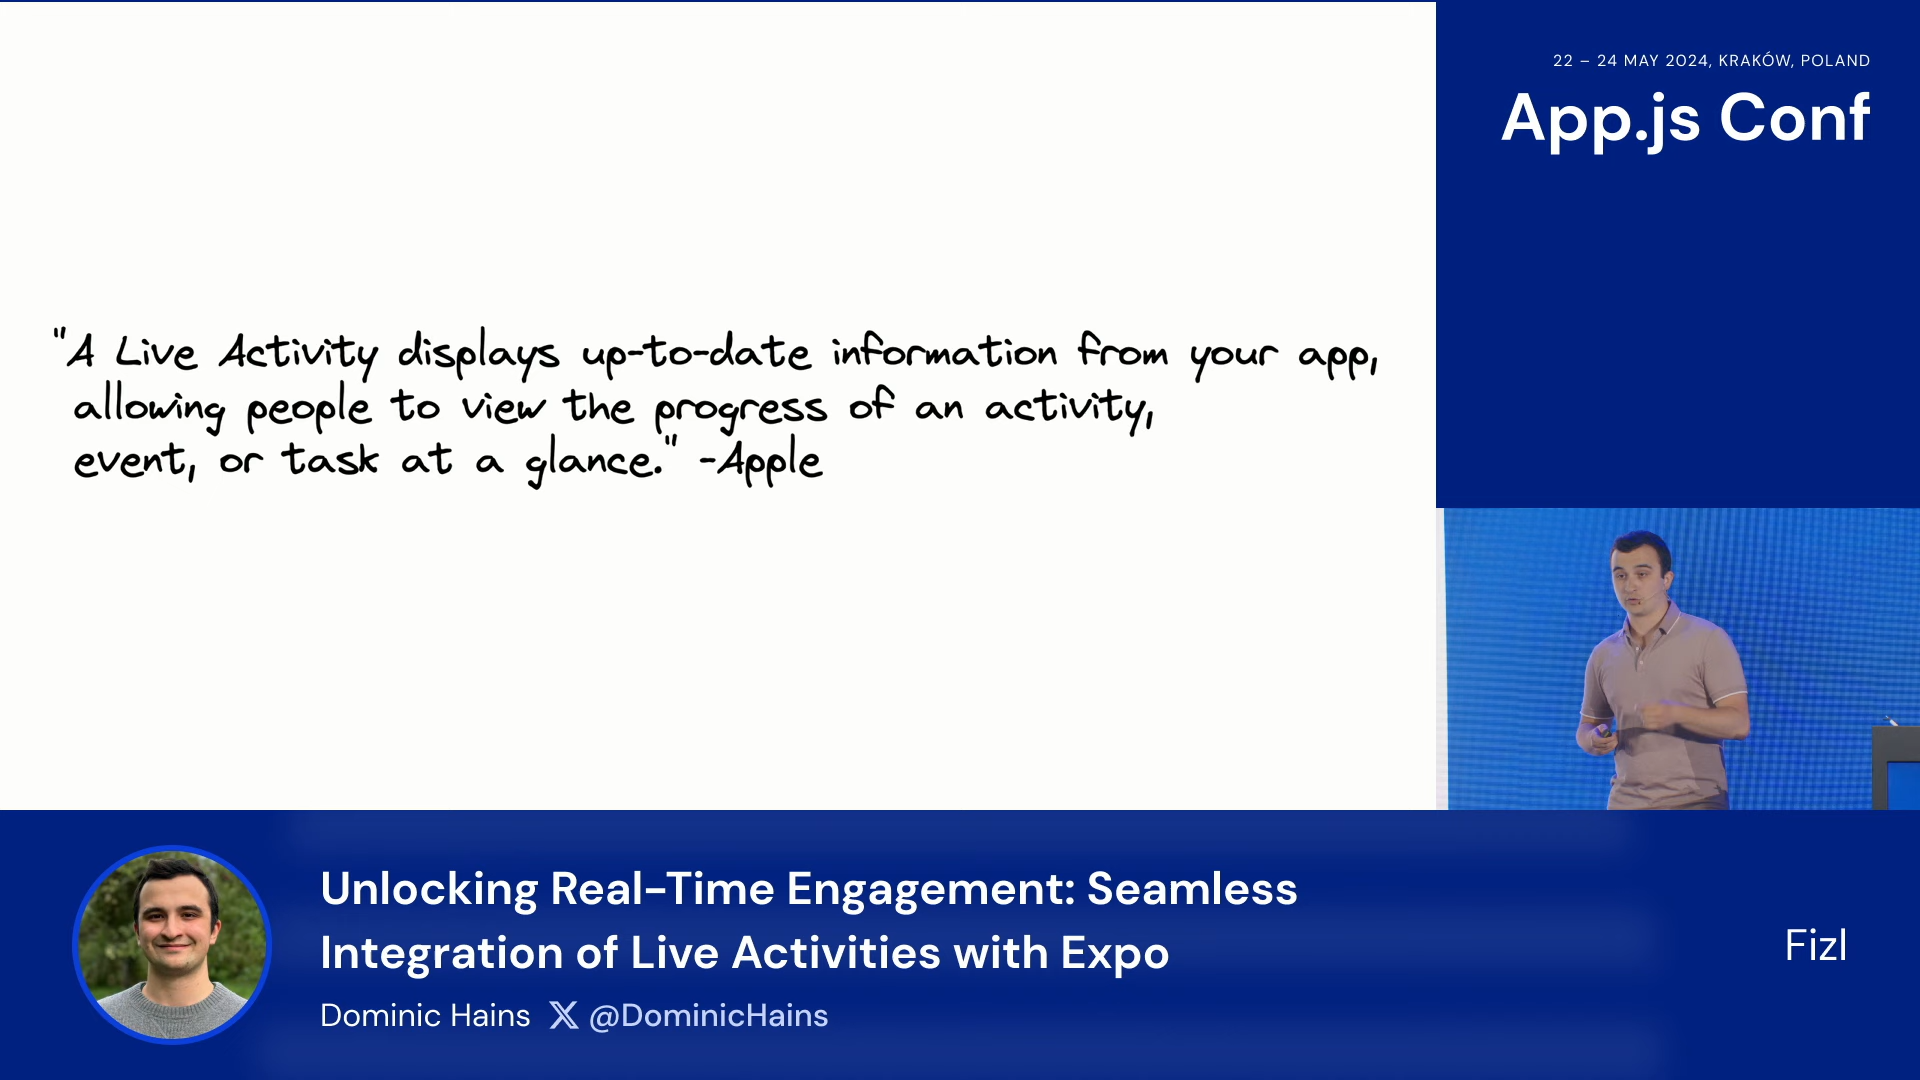 "A Live Activity displays up-to-date information from your app,
allowing people to view the progress of an activity,
event, or task at a glance." -Apple
22 – 24 MAY 2024, KRAKÓW, POLAND
App.js Conf
Unlocking Real-Time Engagement: Seamless
Integration of Live Activities with Expo
Dominic Hains 𝕏 @DominicHains
Fizl